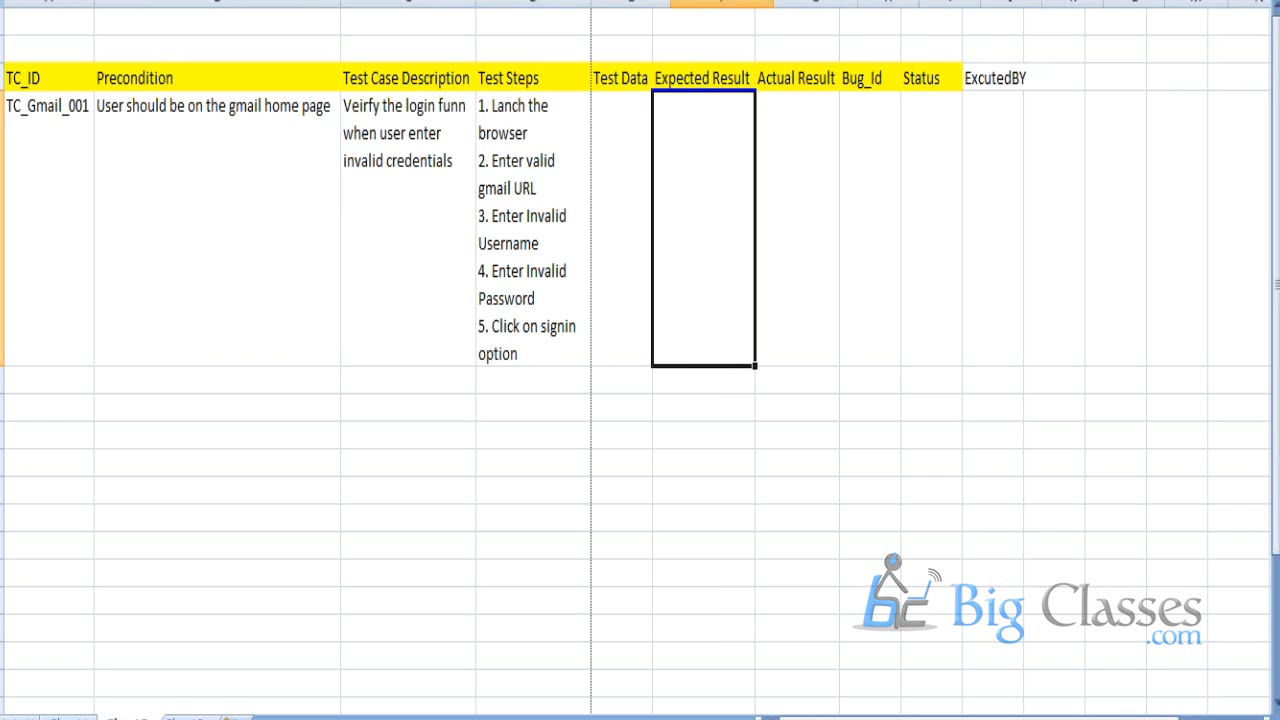 TC_ID Precondition Test Case Description Test Steps Test Data Expected Result Actual Result Bug_Id Status ExcutedBY
TC_Gmail_001 User should be on the gmail home page Veirfy the login funn 1. Lanch the
when user enter browser
invalid credentials 2. Enter valid
gmail URL
3. Enter Invalid
Username
4. Enter Invalid
Password
5. Click on signin
option
bc Big Classes
.com